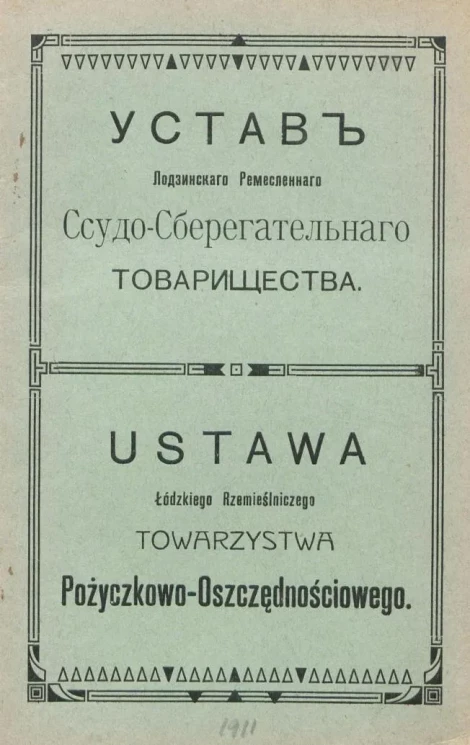 УСТАВЪ
Лодзинскаго Ремесленнаго
Ссудо-Сберегательнаго
ТОВАРИЩЕСТВА.
USTAWA
Łódzkiego Rzemieślniczego
TOWARZYSTWA
Pożyczkowo-Oszczędnościowego.
1911